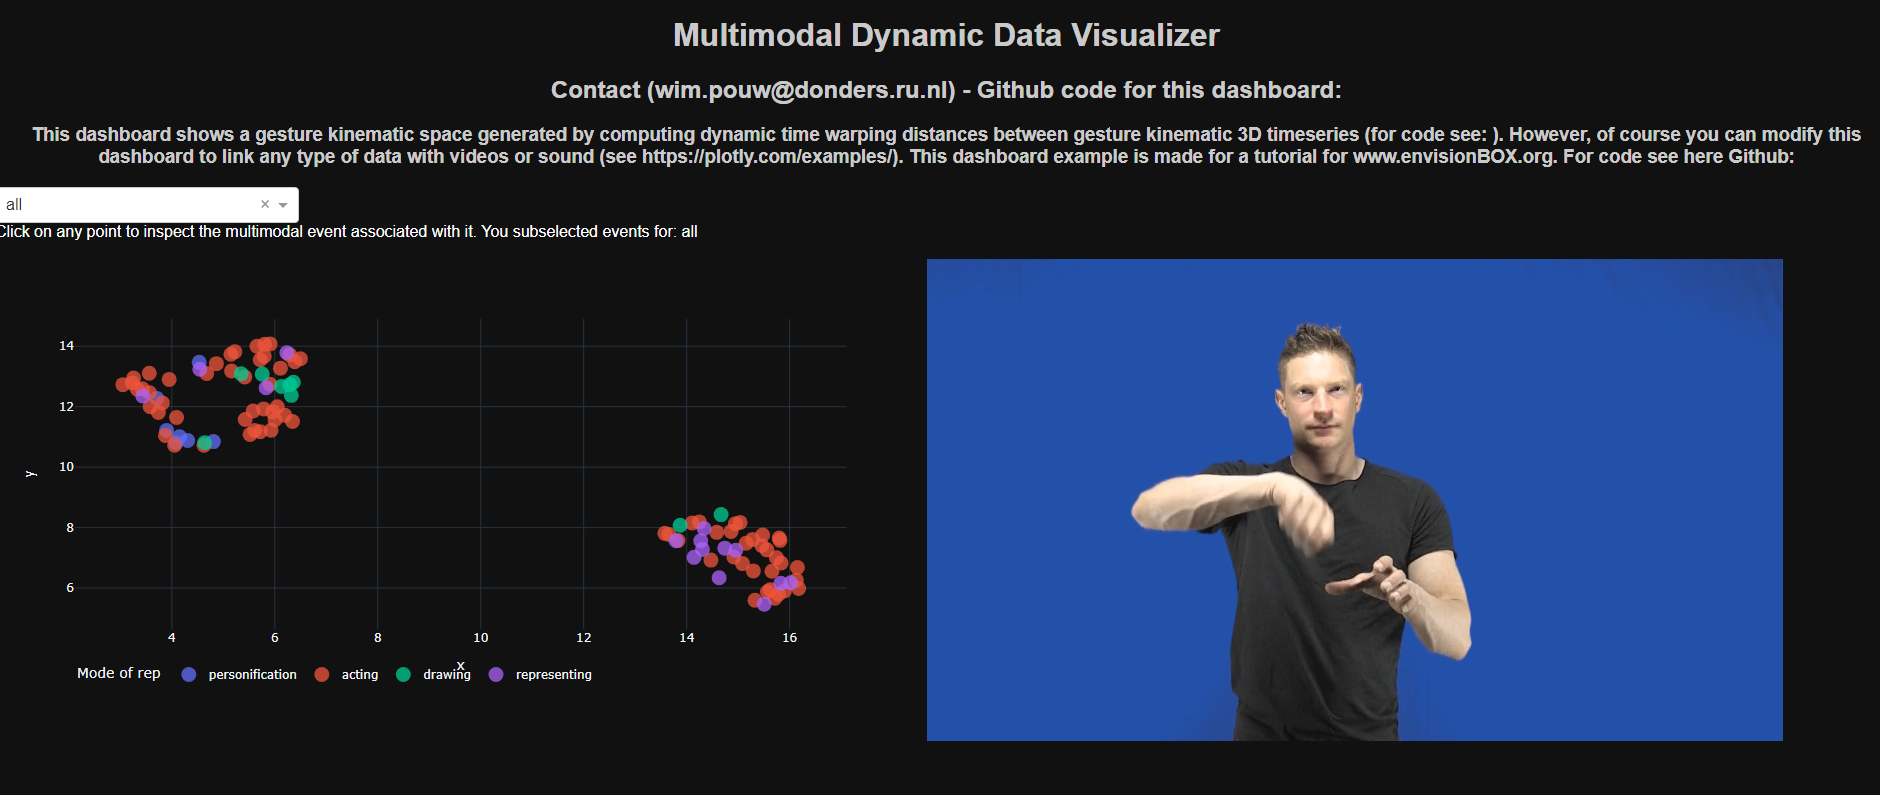 Multimodal Dynamic Data Visualizer
Contact (wim.pouw@donders.ru.nl) - Github code for this dashboard:
This dashboard shows a gesture kinematic space generated by computing dynamic time warping distances between gesture kinematic 3D timeseries (for code see: ). However, of course you can modify this
dashboard to link any type of data with videos or sound (see https://plotly.com/examples/). This dashboard example is made for a tutorial for www.envisionBOX.org. For code see here Github:
all × 
Click on any point to inspect the multimodal event associated with it. You subselected events for: all
14
12
10
y
8
6
4 6 8 10 12 14 16
x
Mode of rep personification acting drawing representing